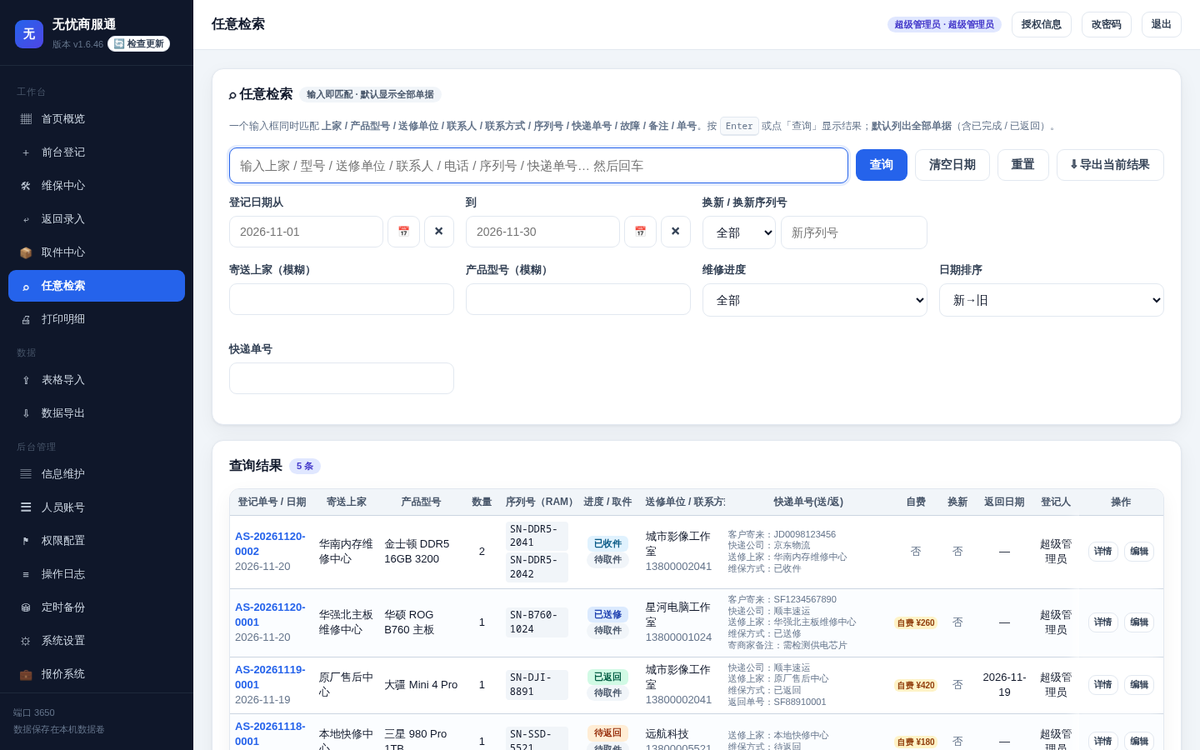 无
无忧商服通
版本 v1.6.46 检查更新
工作台
首页概览
前台登记
维保中心
返回录入
取件中心
任意检索
打印明细
数据
表格导入
数据导出
后台管理
信息维护
人员账号
权限配置
操作日志
定时备份
系统设置
报价系统
端口 3650
数据保存在本机数据卷
任意检索
超级管理员 · 超级管理员
授权信息
改密码
退出
任意检索 输入即匹配 · 默认显示全部单据
一个输入框同时匹配 上家 / 产品型号 / 送修单位 / 联系人 / 联系方式 / 序列号 / 快递单号 / 故障 / 备注 / 单号。按 Enter 或点「查询」显示结果；默认列出全部单据（含已完成 / 已返回）。
输入上家 / 型号 / 送修单位 / 联系人 / 电话 / 序列号 / 快递单号… 然后回车
查询
清空日期
重置
⬇导出当前结果
登记日期从
到
换新 / 换新序列号
2026-11-01
2026-11-30
全部
新序列号
寄送上家（模糊）
产品型号（模糊）
维修进度
日期排序
全部
新→旧
快递单号
查询结果 5 条
登记单号 / 日期 寄送上家 产品型号 数量 序列号（RAM） 进度 / 取件 送修单位 / 联系方 快递单号(送/返) 自费 换新 返回日期 登记人 操作
AS-20261120-
0002
2026-11-20
华南内存维
修中心
金士顿 DDR5
16GB 3200
2
SN-DDR5-
2041
SN-DDR5-
2042
已收件
待取件
城市影像工作
室
13800002041
客户寄来：JD0098123456
快递公司：京东物流
送修上家：华南内存维修中心
维保方式：已收件
否
否
—
超级管
理员
详情
编辑
AS-20261120-
0001
2026-11-20
华强北主板
维修中心
华硕 ROG
B760 主板
1
SN-B760-
1024
已送修
待取件
星河电脑工作
室
13800001024
客户寄来：SF1234567890
快递公司：顺丰速运
送修上家：华强北主板维修中心
维保方式：已送修
寄商家备注：需检测供电芯片
自费 ¥260
否
—
超级管
理员
详情
编辑
AS-20261119-
0001
2026-11-19
原厂售后中
心
大疆 Mini 4 Pro
1
SN-DJI-
8891
已返回
待取件
城市影像工作
室
13800002041
快递公司：顺丰速运
送修上家：原厂售后中心
维保方式：已返回
返回单号：SF88910001
自费 ¥420
否
2026-11-
19
超级管
理员
详情
编辑
AS-20261118-
0001
本地快修中
心
三星 980 Pro
1TB
1
SN-SSD-
5521
待返回
待取件
远航科技
13800005521
送修上家：本地快修中心
维保方式：待返回
自费 ¥180
否
—
超级管
理员
详情
编辑